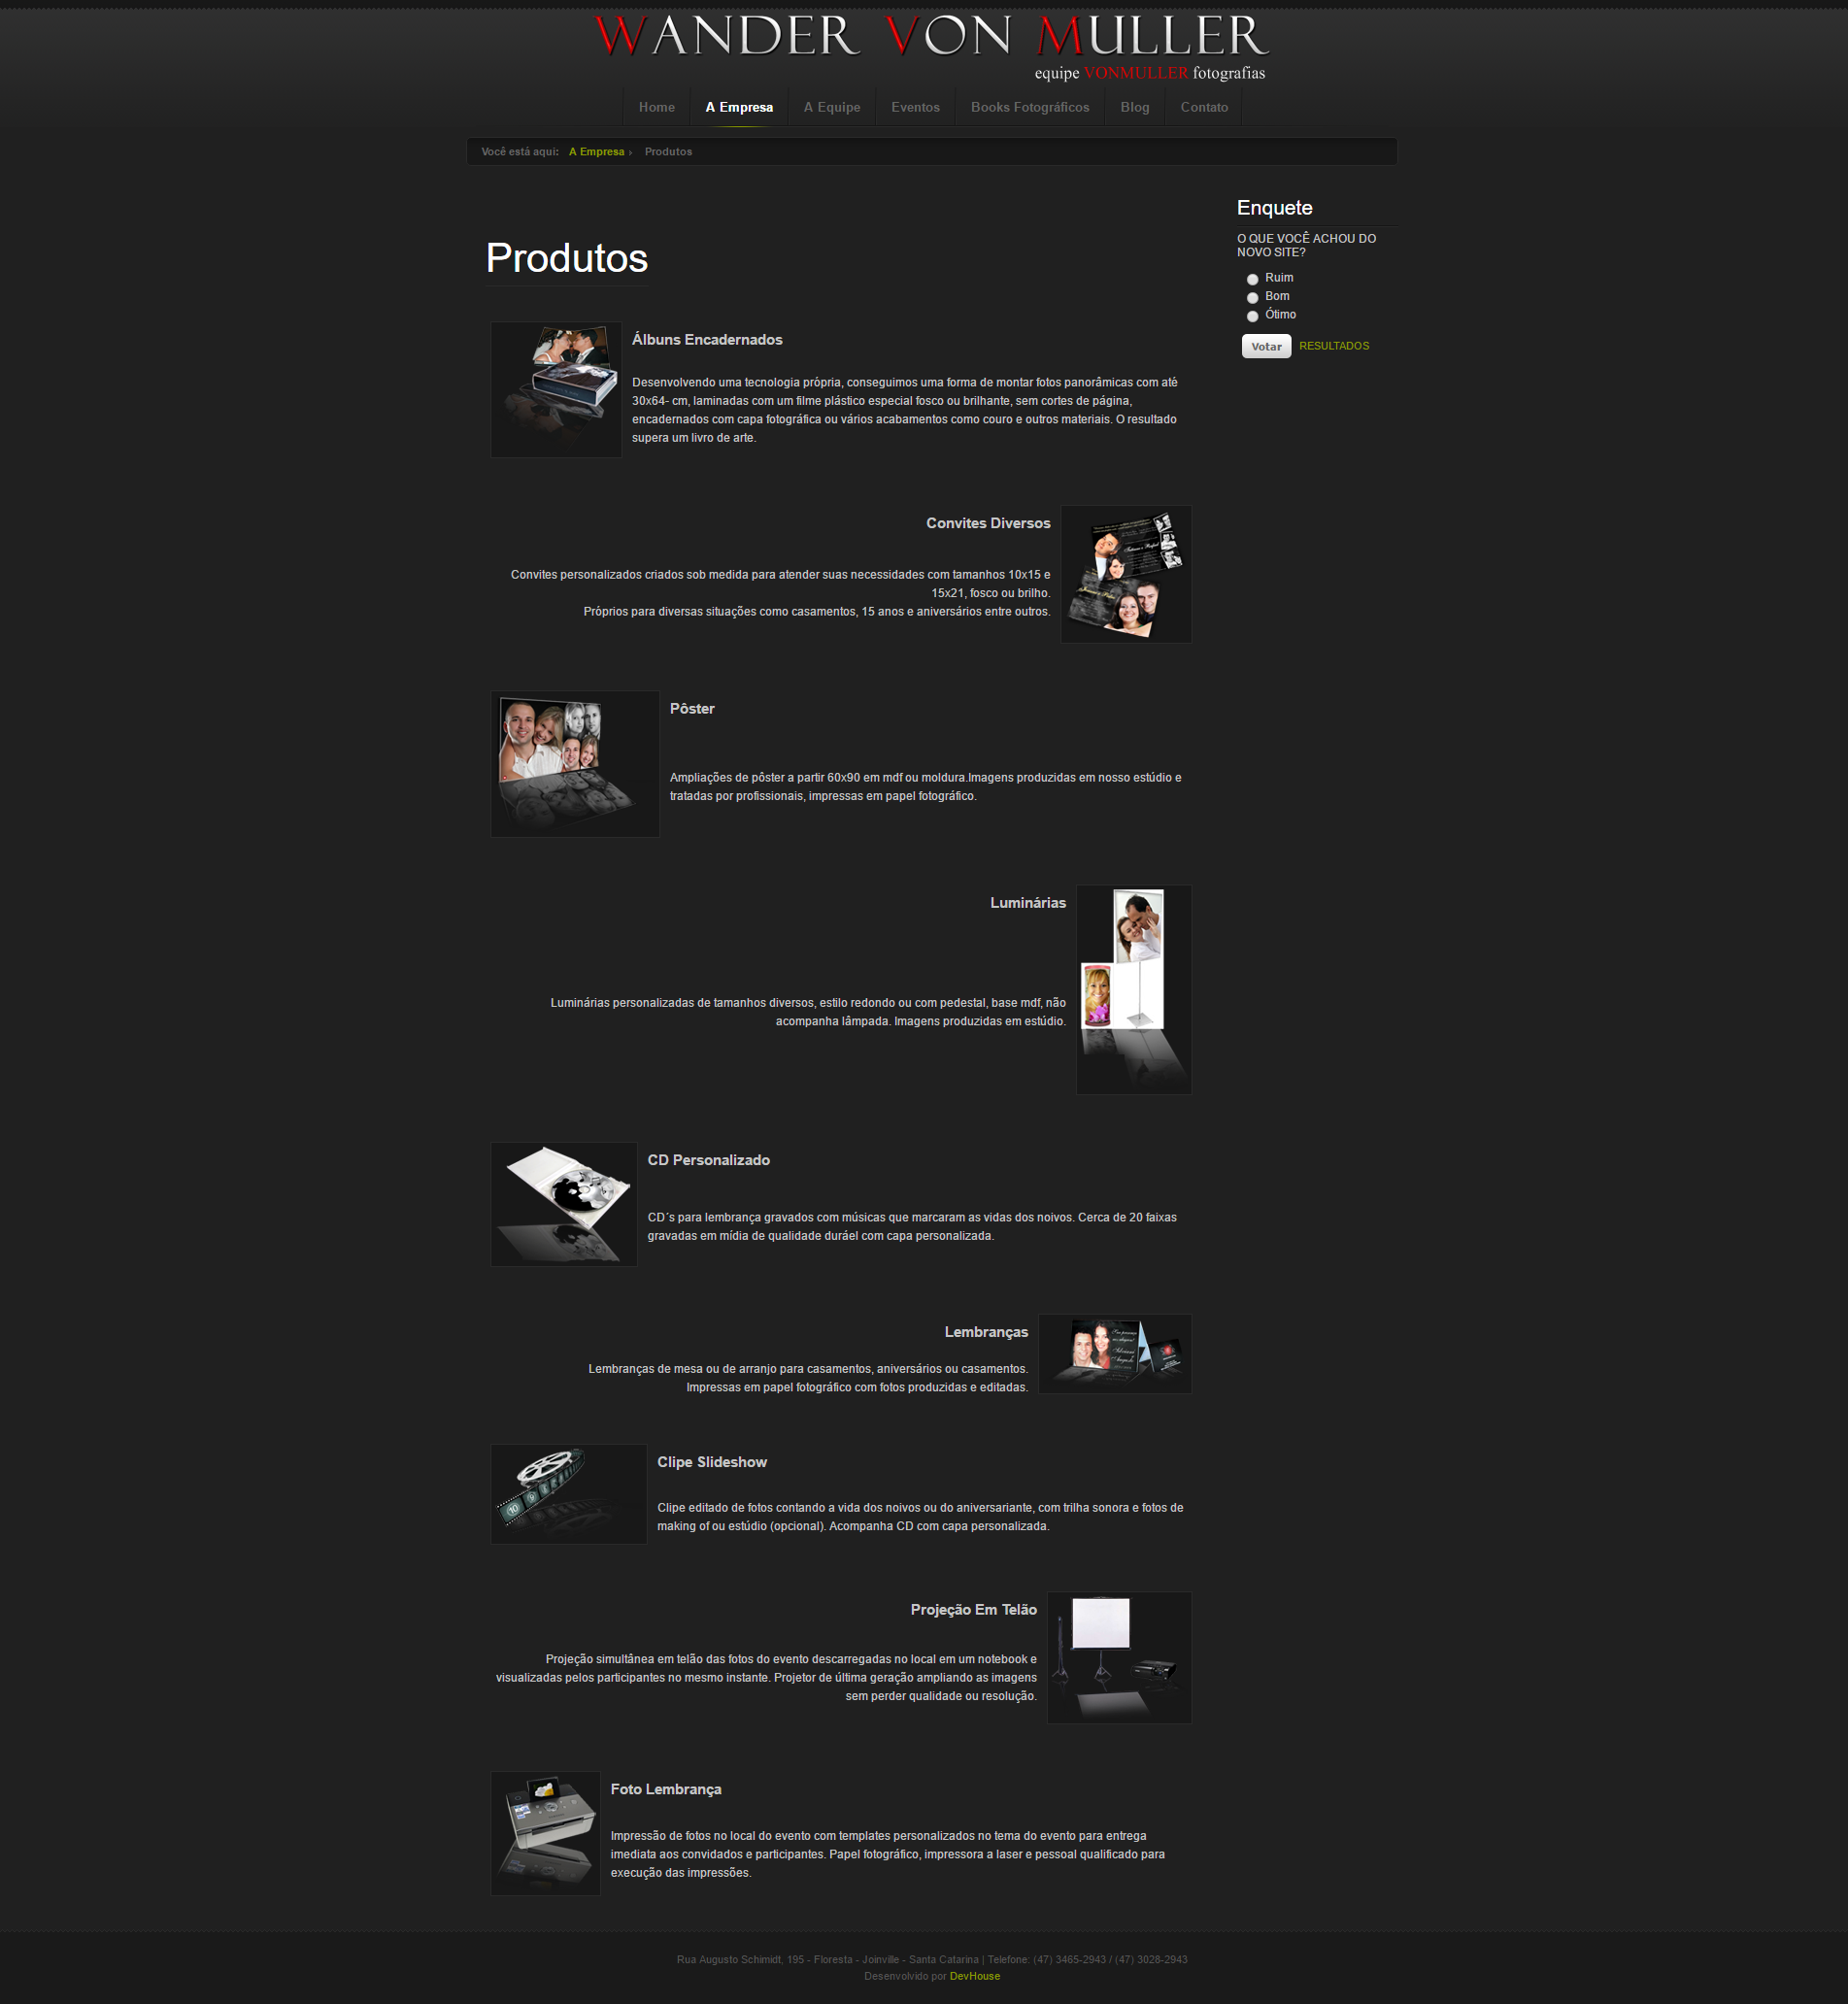 WANDER VON MULLER
equipe VONMULLER fotografias
Home A Empresa A Equipe Eventos Books Fotográficos Blog Contato
Você está aqui: A Empresa › Produtos
Enquete
O QUE VOCÊ ACHOU DO
NOVO SITE?
Ruim
Bom
Ótimo
Votar RESULTADOS
Produtos
Álbuns Encadernados
Desenvolvendo uma tecnologia própria, conseguimos uma forma de montar fotos panorâmicas com até
30x64- cm, laminadas com um filme plástico especial fosco ou brilhante, sem cortes de página,
encadernados com capa fotográfica ou vários acabamentos como couro e outros materiais. O resultado
supera um livro de arte.
Convites Diversos
Convites personalizados criados sob medida para atender suas necessidades com tamanhos 10x15 e
15x21, fosco ou brilho.
Próprios para diversas situações como casamentos, 15 anos e aniversários entre outros.
Pôster
Ampliações de pôster a partir 60x90 em mdf ou moldura.Imagens produzidas em nosso estúdio e
tratadas por profissionais, impressas em papel fotográfico.
Luminárias
Luminárias personalizadas de tamanhos diversos, estilo redondo ou com pedestal, base mdf, não
acompanha lâmpada. Imagens produzidas em estúdio.
CD Personalizado
CD´s para lembrança gravados com músicas que marcaram as vidas dos noivos. Cerca de 20 faixas
gravadas em mídia de qualidade duráel com capa personalizada.
Lembranças
Lembranças de mesa ou de arranjo para casamentos, aniversários ou casamentos.
Impressas em papel fotográfico com fotos produzidas e editadas.
Clipe Slideshow
Clipe editado de fotos contando a vida dos noivos ou do aniversariante, com trilha sonora e fotos de
making of ou estúdio (opcional). Acompanha CD com capa personalizada.
10 9
Projeção Em Telão
Projeção simultânea em telão das fotos do evento descarregadas no local em um notebook e
visualizadas pelos participantes no mesmo instante. Projetor de última geração ampliando as imagens
sem perder qualidade ou resolução.
Foto Lembrança
Impressão de fotos no local do evento com templates personalizados no tema do evento para entrega
imediata aos convidados e participantes. Papel fotográfico, impressora a laser e pessoal qualificado para
execução das impressões.
Rua Augusto Schimidt, 195 - Floresta - Joinville - Santa Catarina | Telefone: (47) 3465-2943 / (47) 3028-2943
Desenvolvido por DevHouse